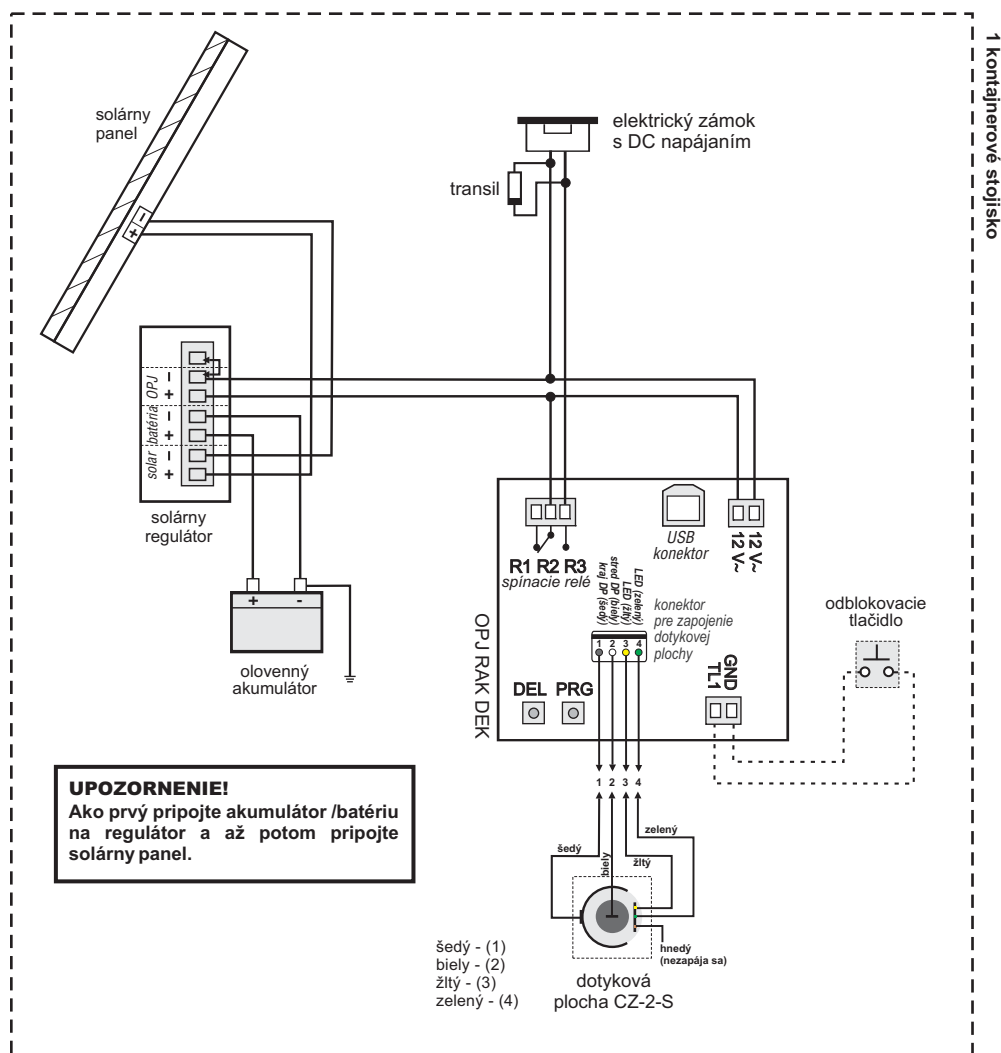 1 kontajnerové stojisko
solárny
panel
- +
elektrický zámok
s DC napájaním
transil
OPJ
batéria
solar
-
+
-
+
-
+
solárny
regulátor
+ -
olovenný
akumulátor
R1 R2 R3
spínacie relé
USB
konektor
12 V~
12 V~
kraj DP (šedý)
stred DP (biely)
LED (žltý)
LED (zelený)
1 2 3 4
konektor
pre zapojenie
dotykovej
plochy
OPJ RAK DEK
DEL PRG
TL1
GND
odblokovacie
tlačidlo
UPOZORNENIE!
Ako prvý pripojte akumulátor /batériu
na regulátor a až potom pripojte
solárny panel.
1 2 3 4
šedý
biely
žltý
zelený
hnedý
(nezapája sa)
šedý - (1)
biely - (2)
žltý - (3)
zelený - (4)
dotyková
plocha CZ-2-S